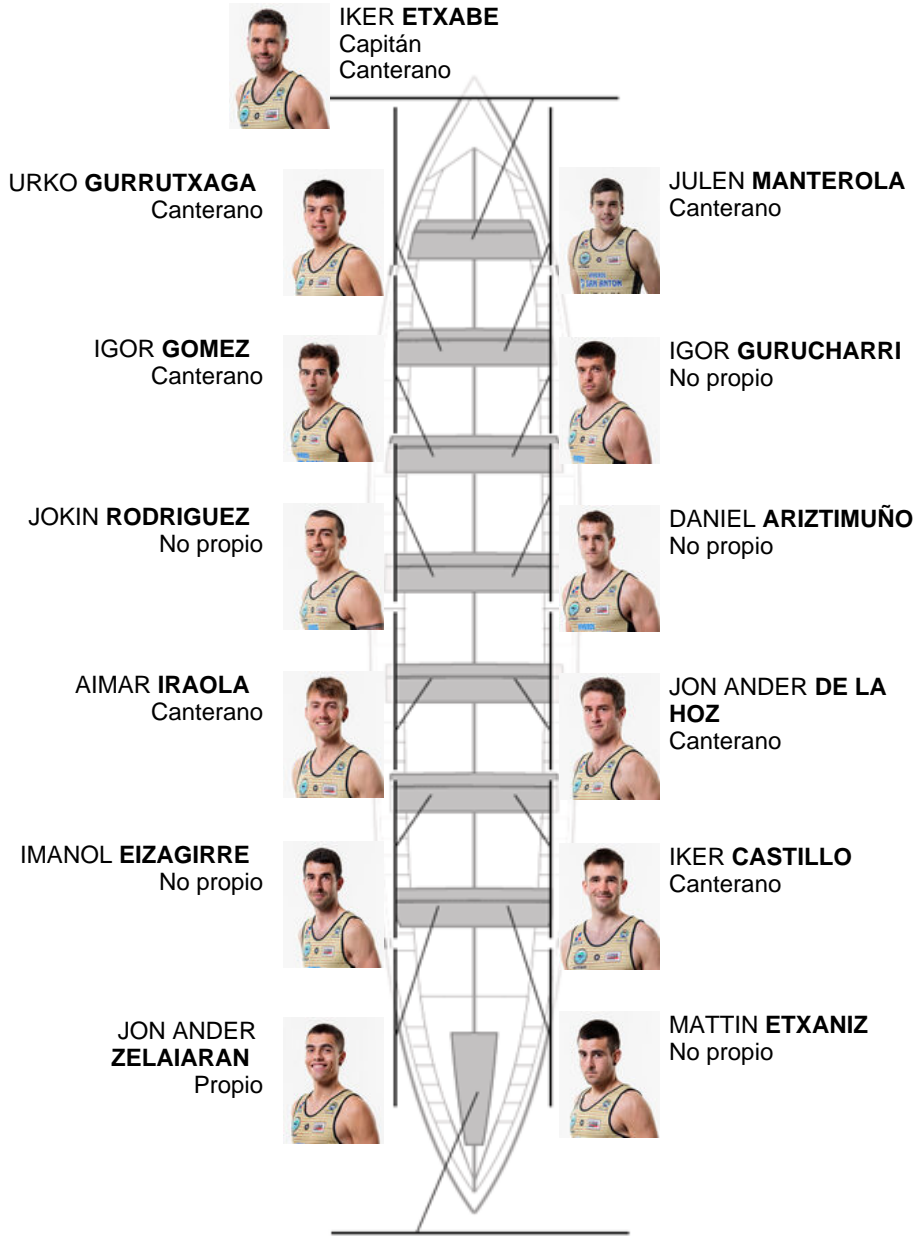 IKER ETXABE
Capitán
Canterano
URKO GURRUTXAGA
Canterano
JULEN MANTEROLA
Canterano
IGOR GOMEZ
Canterano
IGOR GURUCHARRI
No propio
JOKIN RODRIGUEZ
No propio
DANIEL ARIZTIMUÑO
No propio
AIMAR IRAOLA
Canterano
JON ANDER DE LA
HOZ
Canterano
IMANOL EIZAGIRRE
No propio
IKER CASTILLO
Canterano
JON ANDER
ZELAIARAN
Propio
MATTIN ETXANIZ
No propio